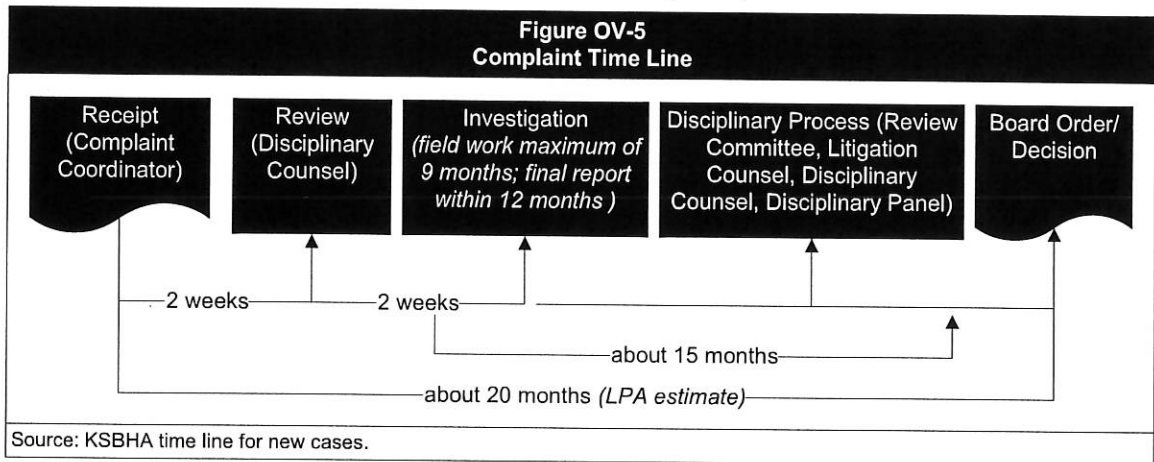 Figure OV-5
Complaint Time Line
Receipt
(Complaint
Coordinator)
Review
(Disciplinary
Counsel)
Investigation
(field work maximum of
9 months; final report
within 12 months )
Disciplinary Process (Review
Committee, Litigation
Counsel, Disciplinary
Counsel, Disciplinary Panel)
Board Order/
Decision
2 weeks
2 weeks
about 15 months
about 20 months (LPA estimate)
Source: KSBHA time line for new cases.